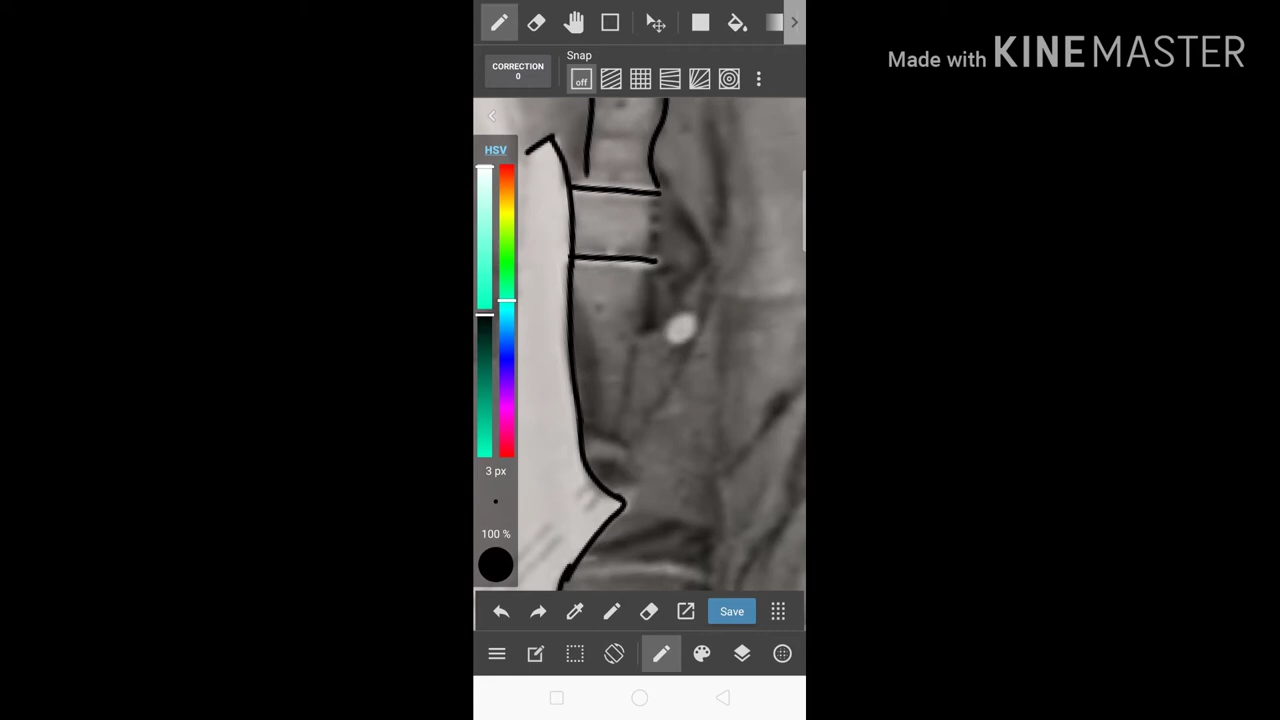 Made with KINEMASTER
Snap
CORRECTION
0
off
HSV
3 px
100 %
Save